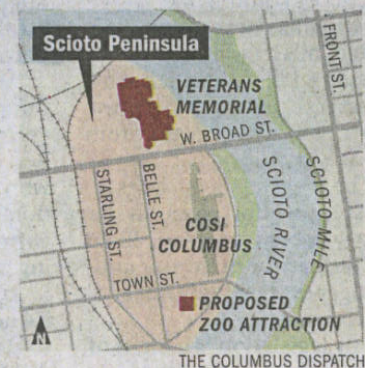 Scioto Peninsula
FRONT ST.
VETERANS
MEMORIAL
W. BROAD ST.
STARLING ST.
BELLE ST.
COSI
COLUMBUS
SCIOTO RIVER
SCIOTO MILE
TOWN ST.
PROPOSED
ZOO ATTRACTION
N
THE COLUMBUS DISPATCH